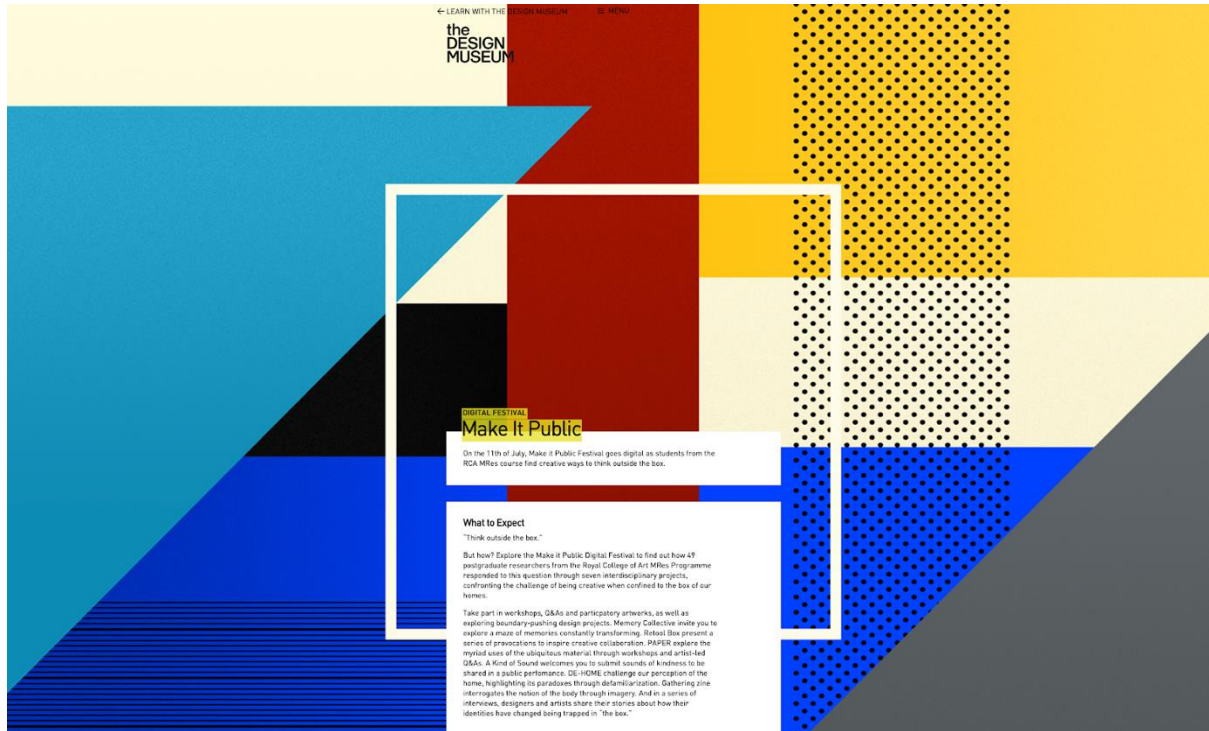 ← LEARN WITH THE DESIGN MUSEUM
☰ MENU
the
DESIGN
MUSEUM
DIGITAL FESTIVAL
Make It Public
On the 11th of July, Make it Public Festival goes digital as students from the
RCA MRes course find creative ways to think outside the box.
What to Expect
"Think outside the box."
But how? Explore the Make it Public Digital Festival to find out how 49
postgraduate researchers from the Royal College of Art MRes Programme
responded to this question through seven interdisciplinary projects,
confronting the challenge of being creative when confined to the box of our
homes.
Take part in workshops, Q&As and particpatory artwerks, as well as
exploring boundary-pushing design projects. Memory Collective invite you to
explore a maze of memories constantly transforming. Retool Box present a
series of provocations to inspire creative collaboration. PAPER explore the
myriad uses of the ubiquitous material through workshops and artist-led
Q&As. A Kind of Sound welcomes you to submit sounds of kindness to be
shared in a public perfomance. DE-HOME challenge our perception of the
home, highlighting its paradoxes through defamiliarization. Gathering zine
interrogates the notion of the body through imagery. And in a series of
interviews, designers and artists share their stories about how their
identities have changed being trapped in "the box."